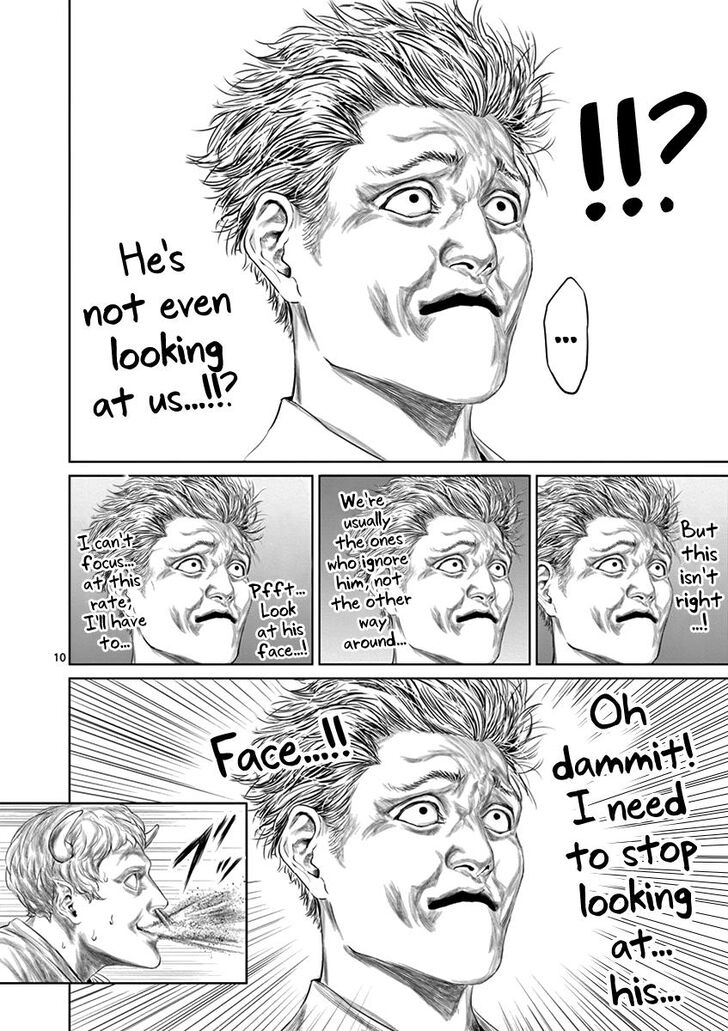 !!?
...
He's
not even
looking
at us...!!?
But
this
isn't
right
...!
We're
usually
the ones
who ignore
him, not
the other
way
around...
Pfft...
Look
at his
face...!
I can't
focus...
at this
rate,
I'll have
to...
10
Oh
dammit!
I need
to stop
looking
at...
his...
Face...!!